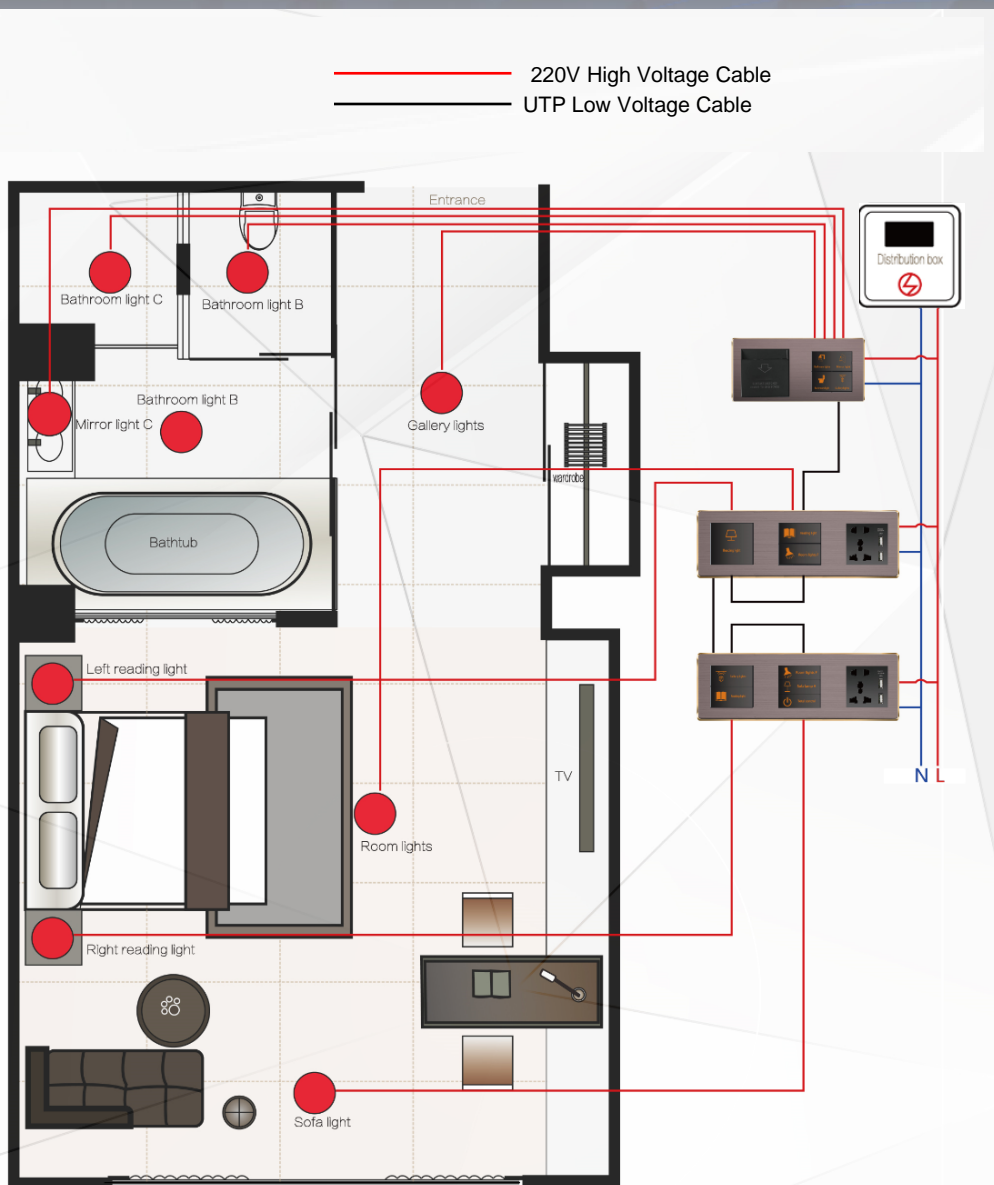 220V High Voltage Cable
UTP Low Voltage Cable
Entrance
Distribution box
Bathroom light C
Bathroom light B
Bathroom light B
Mirror light C
Gallery lights
wardrobe
Bathtub
Left reading light
TV
N L
Room lights
Right reading light
Sofa light